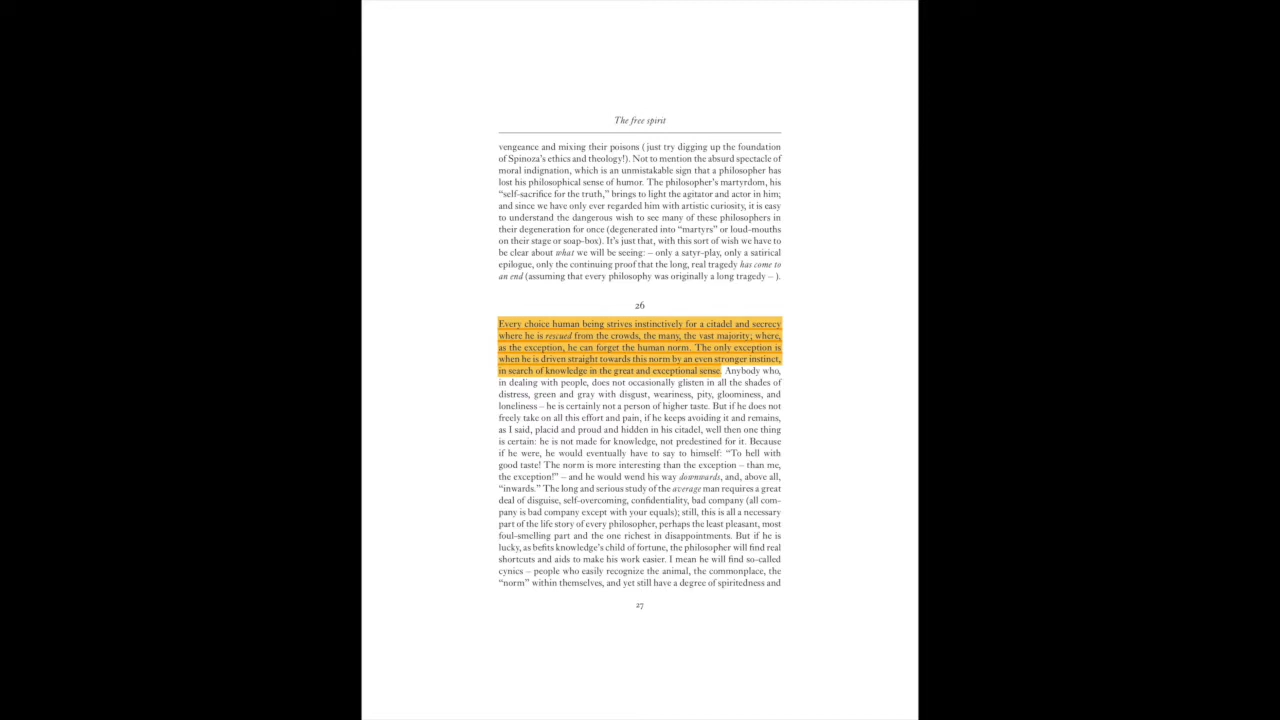 The free spirit
vengeance and mixing their poisons ( just try digging up the foundation
of Spinoza's ethics and theology!). Not to mention the absurd spectacle of
moral indignation, which is an unmistakable sign that a philosopher has
lost his philosophical sense of humor. The philosopher's martyrdom, his
“self-sacrifice for the truth,” brings to light the agitator and actor in him;
and since we have only ever regarded him with artistic curiosity, it is easy
to understand the dangerous wish to see many of these philosophers in
their degeneration for once (degenerated into “martyrs” or loud-mouths
on their stage or soap-box). It's just that, with this sort of wish we have to
be clear about what we will be seeing: – only a satyr-play, only a satirical
epilogue, only the continuing proof that the long, real tragedy has come to
an end (assuming that every philosophy was originally a long tragedy – ).
26
Every choice human being strives instinctively for a citadel and secrecy
where he is rescued from the crowds, the many, the vast majority; where,
as the exception, he can forget the human norm. The only exception is
when he is driven straight towards this norm by an even stronger instinct,
in search of knowledge in the great and exceptional sense. Anybody who,
in dealing with people, does not occasionally glisten in all the shades of
distress, green and gray with disgust, weariness, pity, gloominess, and
loneliness – he is certainly not a person of higher taste. But if he does not
freely take on all this effort and pain, if he keeps avoiding it and remains,
as I said, placid and proud and hidden in his citadel, well then one thing
is certain: he is not made for knowledge, not predestined for it. Because
if he were, he would eventually have to say to himself: “To hell with
good taste! The norm is more interesting than the exception – than me,
the exception!” – and he would wend his way downwards, and, above all,
“inwards.” The long and serious study of the average man requires a great
deal of disguise, self-overcoming, confidentiality, bad company (all com-
pany is bad company except with your equals); still, this is all a necessary
part of the life story of every philosopher, perhaps the least pleasant, most
foul-smelling part and the one richest in disappointments. But if he is
lucky, as befits knowledge's child of fortune, the philosopher will find real
shortcuts and aids to make his work easier. I mean he will find so-called
cynics – people who easily recognize the animal, the commonplace, the
“norm” within themselves, and yet still have a degree of spiritedness and
27